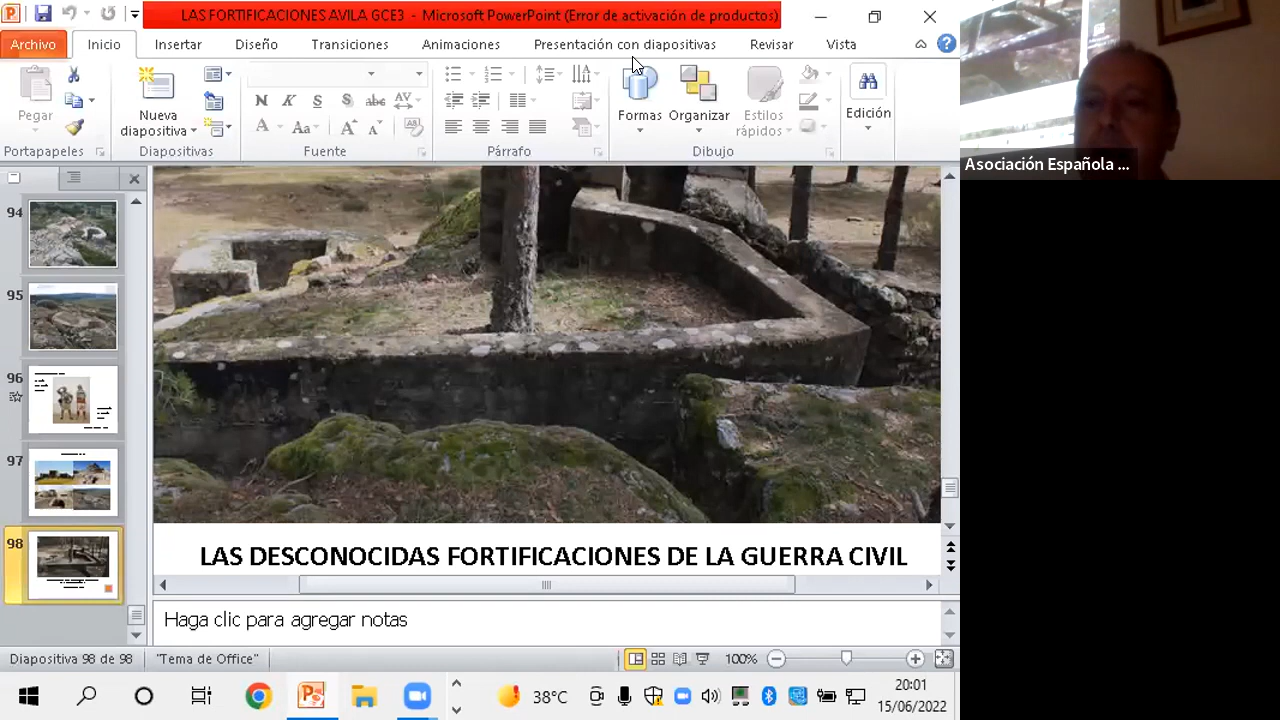 LAS FORTIFICACIONES AVILA GCE3 - Microsoft PowerPoint (Error de activación de productos)
Archivo Inicio Insertar Diseño Transiciones Animaciones Presentación con diapositivas Revisar Vista
Pegar
Nueva diapositiva
N K S S abc AV
A Aa A A
Formas
Organizar
Estilos rápidos
Edición
Portapapeles Diapositivas Fuente Párrafo Dibujo
Asociación Española ...
94
95
96
97
98
LAS DESCONOCIDAS FORTIFICACIONES DE LA GUERRA CIVIL
Haga clic para agregar notas
Diapositiva 98 de 98 "Tema de Office" 100%
38°C
20:01
15/06/2022